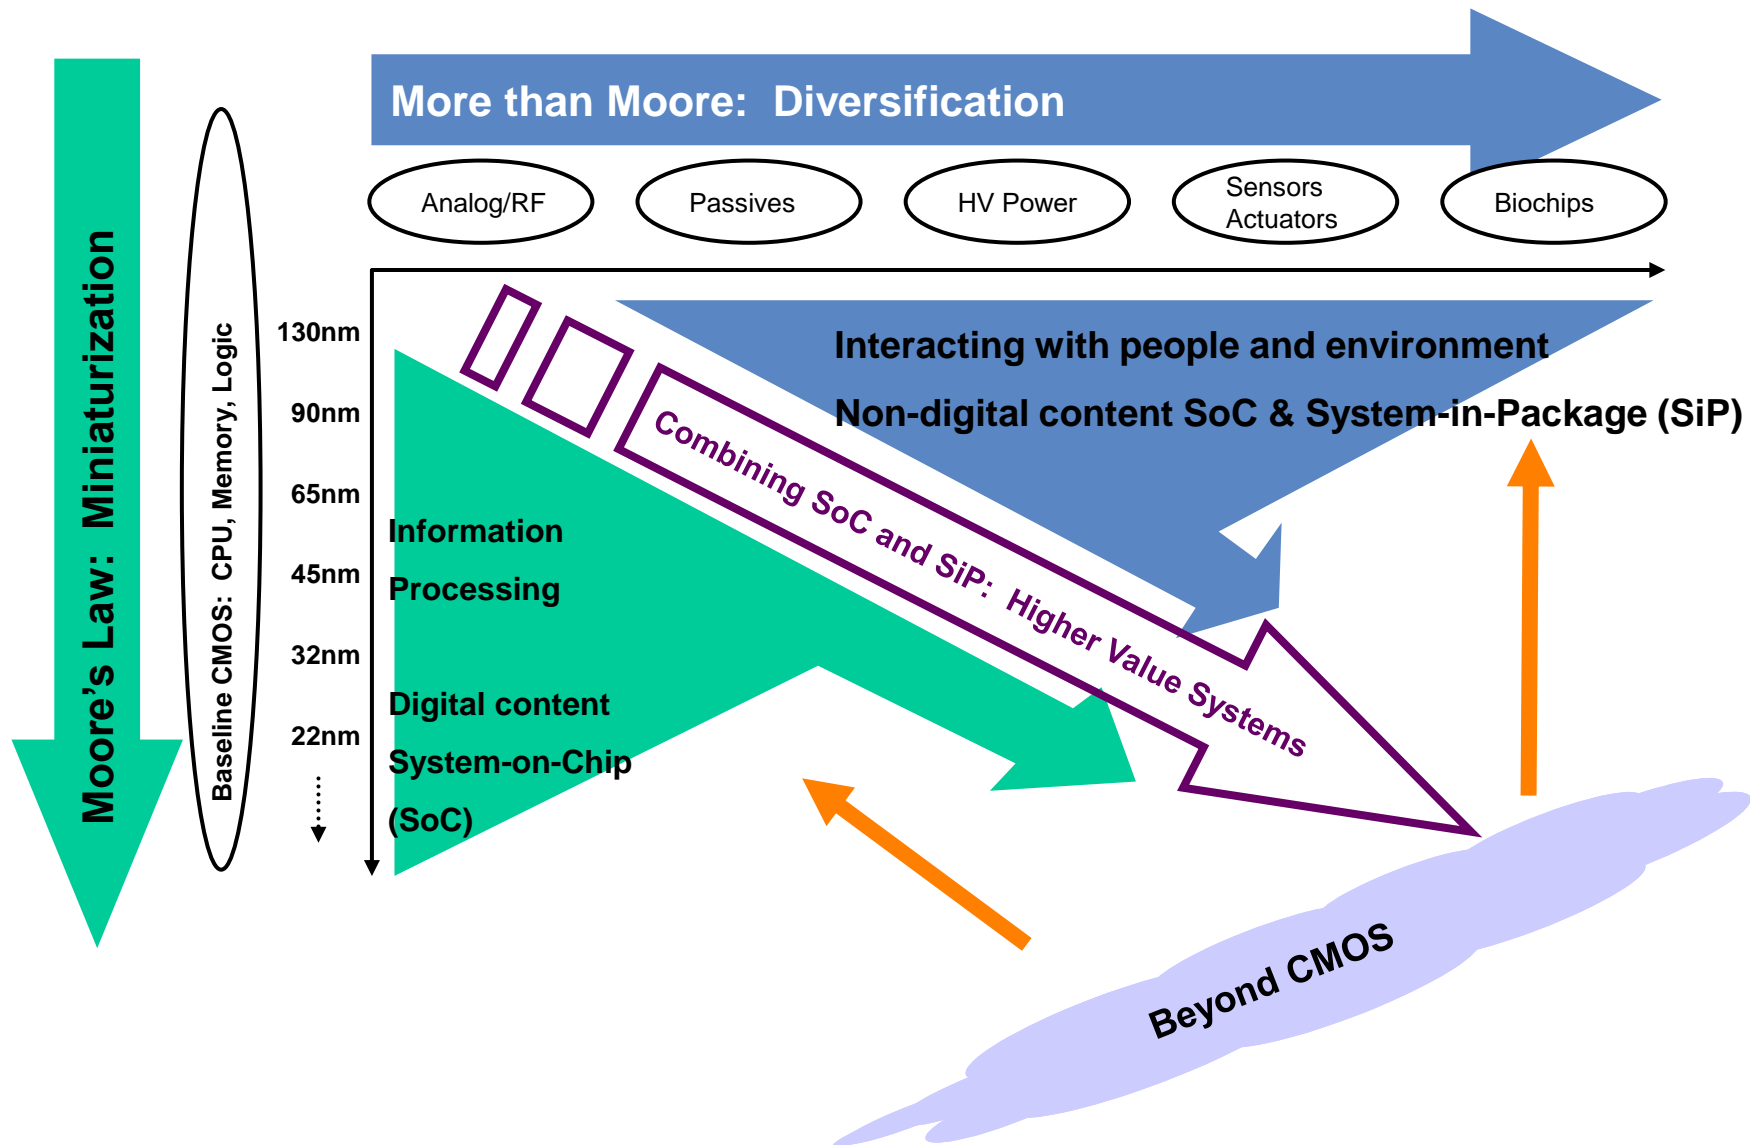 More than Moore:  Diversification
Analog/RF
Passives
HV Power
Sensors
Actuators
Biochips
Moore's Law:  Miniaturization
Baseline CMOS:  CPU, Memory, Logic
130nm
90nm
65nm
45nm
32nm
22nm
Interacting with people and environment
Non-digital content SoC & System-in-Package (SiP)
Combining SoC and SiP:  Higher Value Systems
Information
Processing
Digital content
System-on-Chip
(SoC)
Beyond CMOS